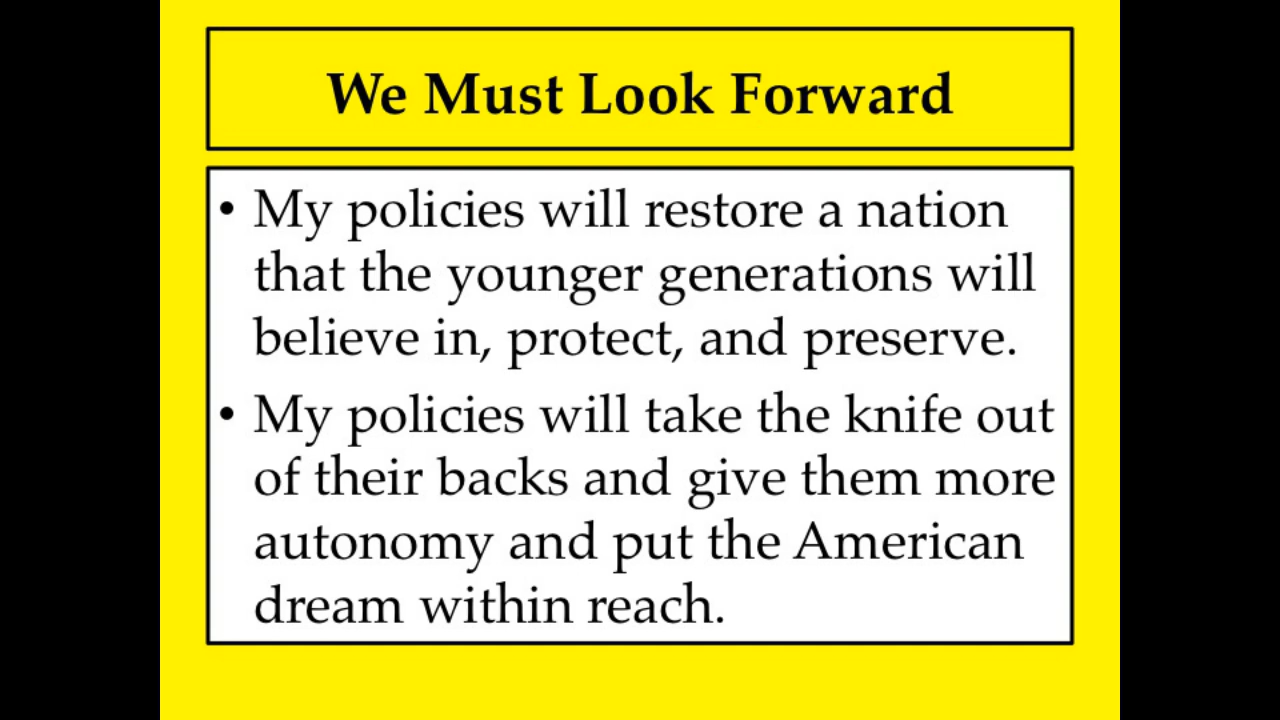 We Must Look Forward
• My policies will restore a nation
that the younger generations will
believe in, protect, and preserve.
• My policies will take the knife out
of their backs and give them more
autonomy and put the American
dream within reach.